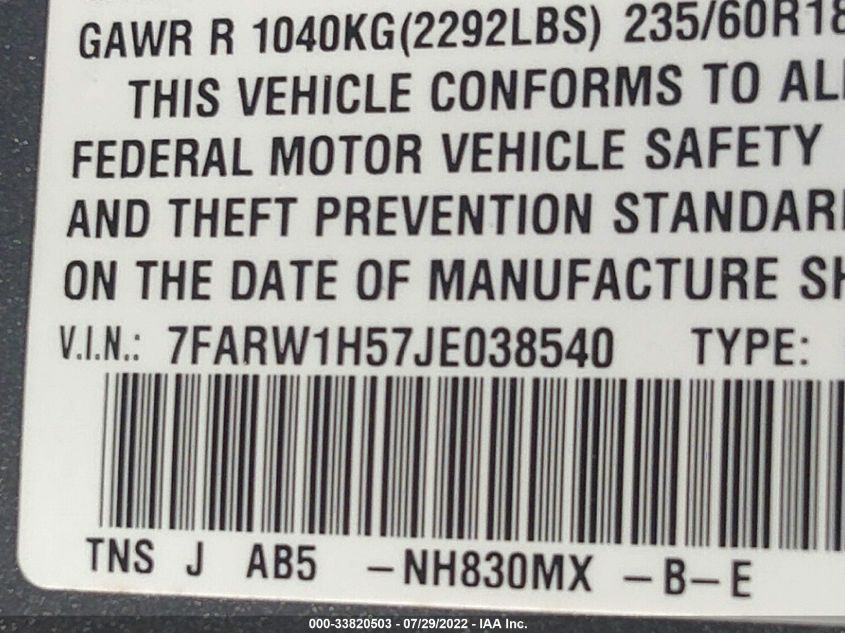 GAWR R 1040KG(2292LBS) 235/60R18
THIS VEHICLE CONFORMS TO ALL
FEDERAL MOTOR VEHICLE SAFETY
AND THEFT PREVENTION STANDAR
ON THE DATE OF MANUFACTURE SH
V.I.N.: 7FARW1H57JE038540 TYPE:
TNS J AB5 -NH830MX -B-E
000-33820503 - 07/29/2022 - IAA Inc.